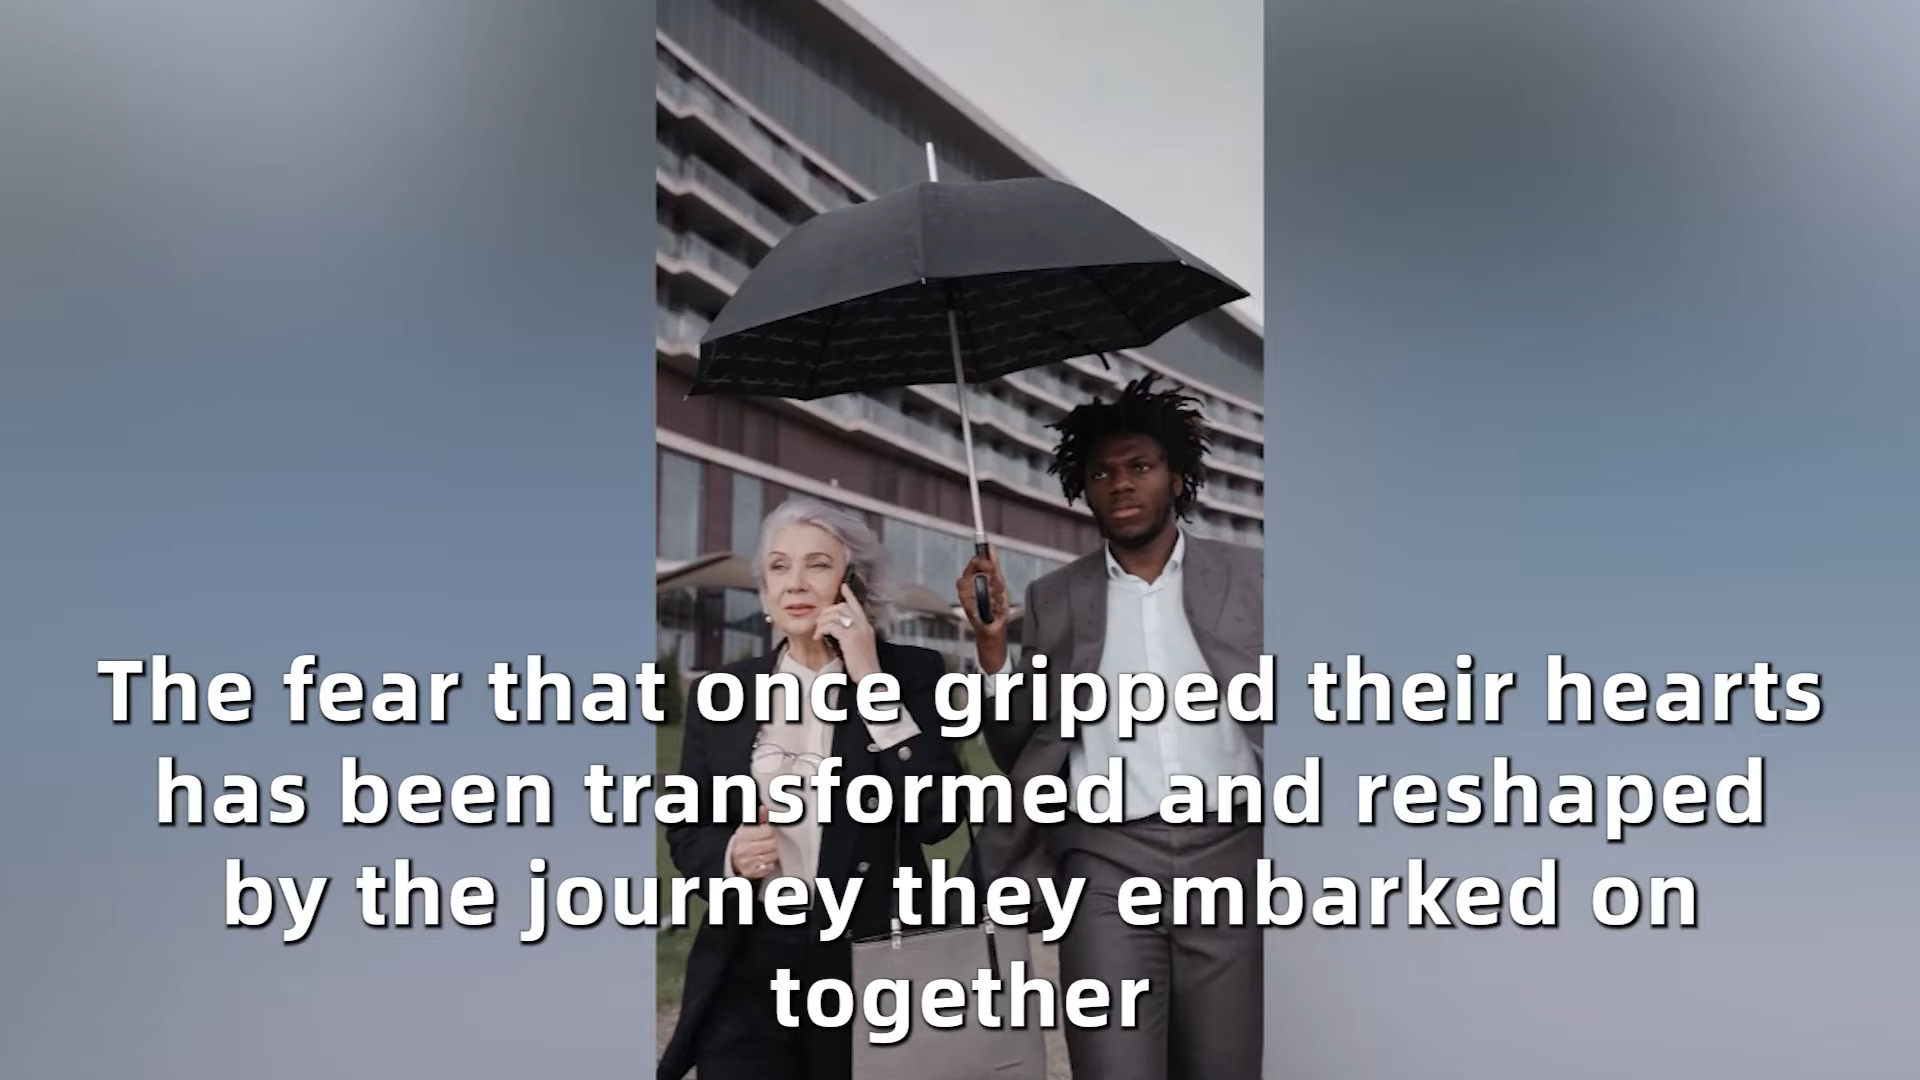 The fear that once gripped their hearts
has been transformed and reshaped
by the journey they embarked on
together